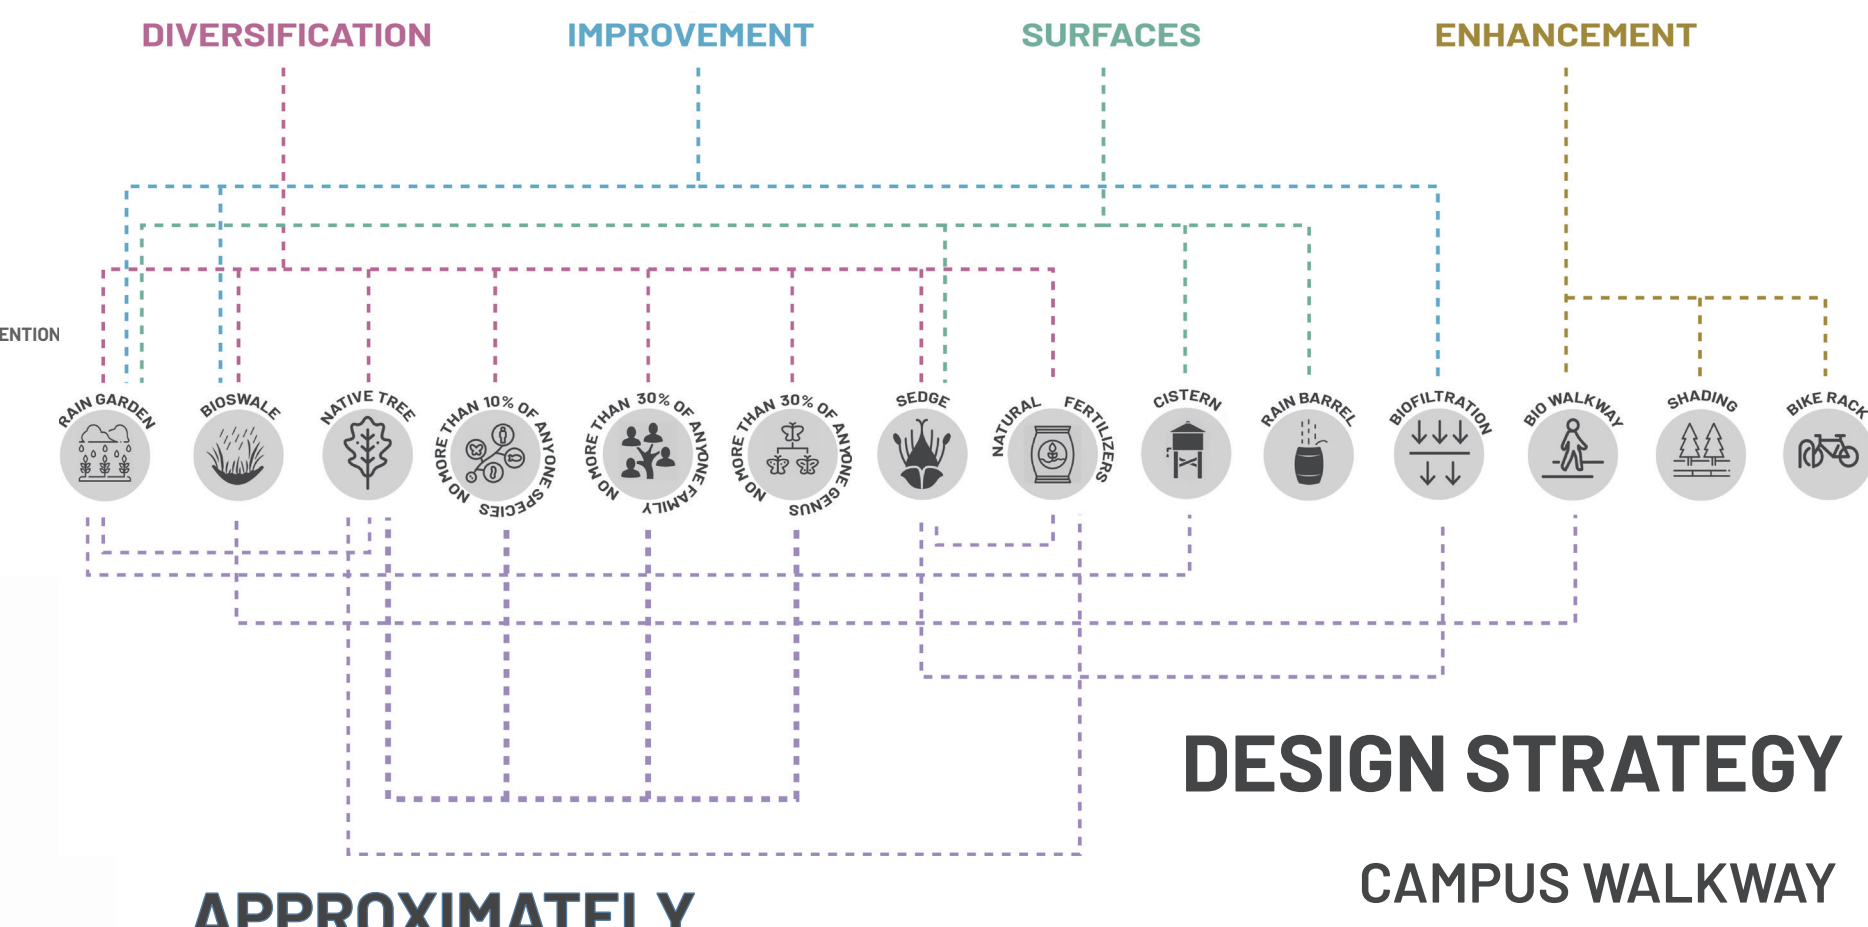 DIVERSIFICATION
IMPROVEMENT
SURFACES
ENHANCEMENT
ENTION
RAIN GARDEN
BIOSWALE
NATIVE TREE
NO MORE THAN 10% OF ANYONE SPECIES
NO MORE THAN 30% OF ANYONE FAMILY
NO MORE THAN 30% OF ANYONE GENUS
SEDGE
NATURAL FERTILIZERS
CISTERN
RAIN BARREL
BIOFILTRATION
BIO WALKWAY
SHADING
BIKE RACK
DESIGN STRATEGY
CAMPUS WALKWAY
APPROXIMATELY